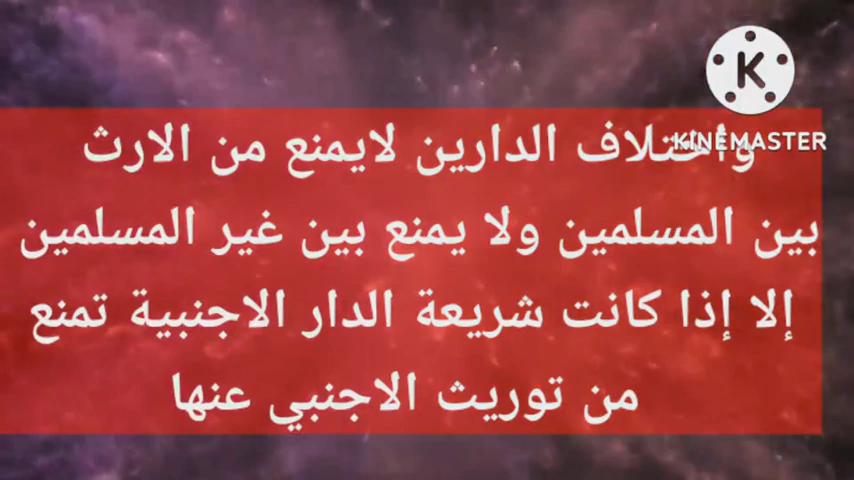 KINEMASTER
واختلاف الدارين لايمنع من الارث
بين المسلمين ولا يمنع بين غير المسلمين
إلا إذا كانت شريعة الدار الاجنبية تمنع
من توريث الاجنبي عنها